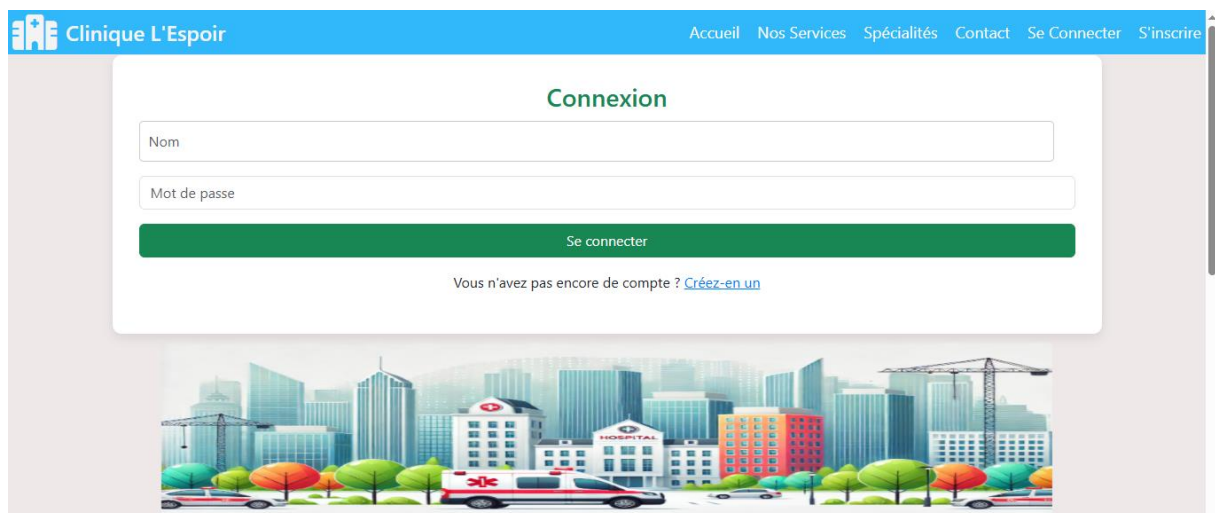 Clinique L'Espoir
Accueil Nos Services Spécialités Contact Se Connecter S'inscrire
Connexion
Nom
Mot de passe
Se connecter
Vous n'avez pas encore de compte ? Créez-en un
HOSPITAL